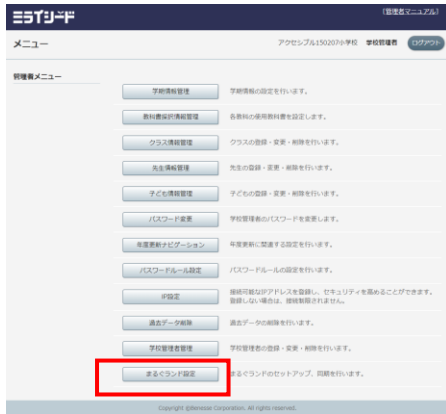 ミライシード
(管理者マニュアル)
メニュー
アクセシブル150207小学校 学校管理者 ログアウト
管理者メニュー
学期情報管理 学期情報の設定を行います。
教科書採択情報管理 各教科の使用教科書を設定します。
クラス情報管理 クラスの登録・変更・削除を行います。
先生情報管理 先生の登録・変更・削除を行います。
子ども情報管理 子どもの登録・変更・削除を行います。
パスワード変更 学校管理者のパスワードを変更します。
年度更新ナビゲーション 年度更新に関連する設定を行います。
パスワードルール設定 パスワードルールの設定を行います。
IP設定 接続可能なIPアドレスを登録し、セキュリティを高めることができます。
登録しない場合は、接続制限されません。
過去データ削除 過去データの削除を行います。
学校管理者管理 学校管理者の登録・変更・削除を行います。
まるぐランド設定 まるぐランドのセットアップ、同期を行います。
Copyright @Benesse Corporation. All rights reserved.